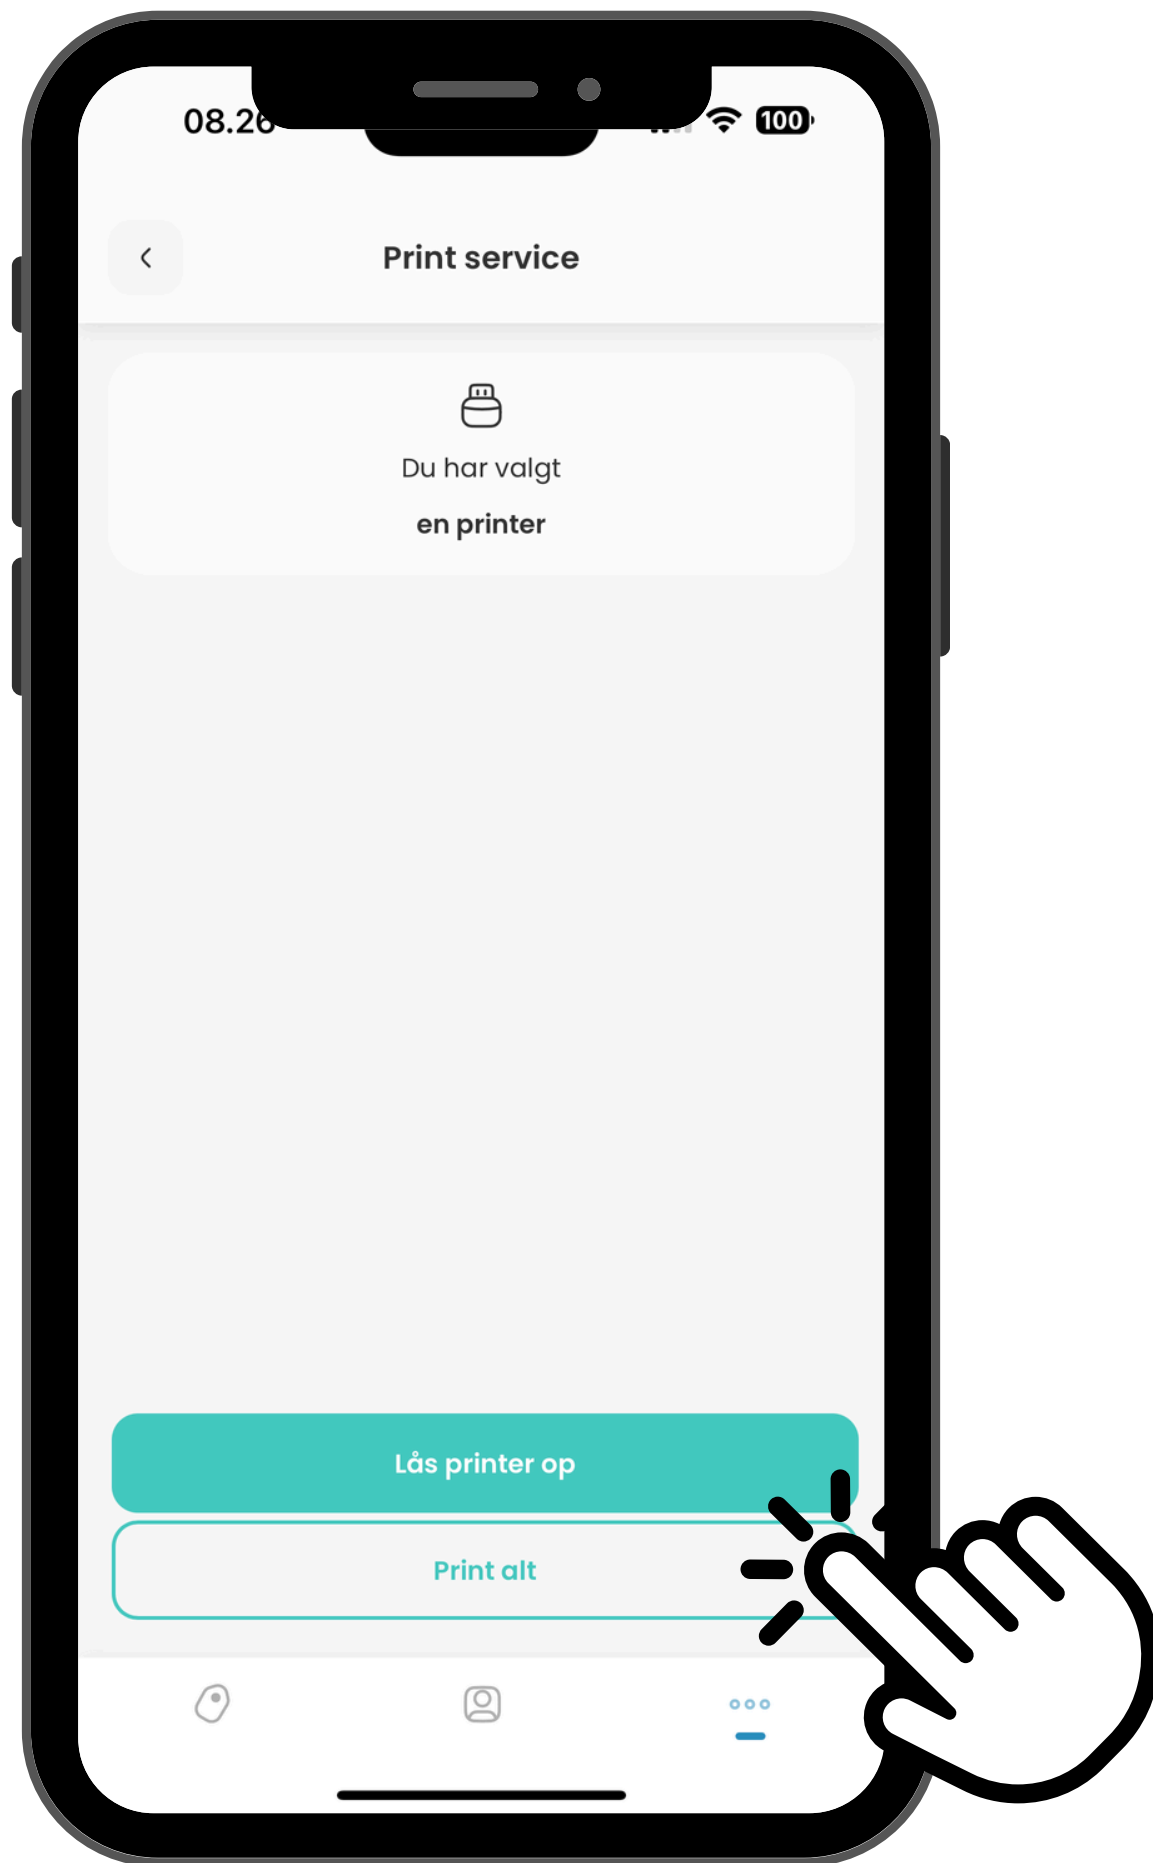 08.26
100
Print service
Du har valgt
en printer
Lås printer op
Print alt